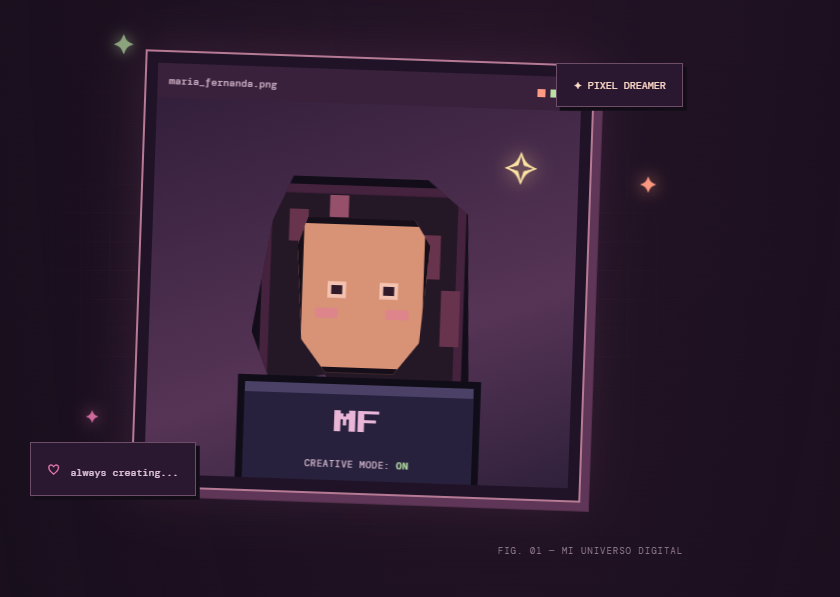 maria_fernanda.png
✦ PIXEL DREAMER
MF
CREATIVE MODE: ON
♡ always creating...
FIG. 01 — MI UNIVERSO DIGITAL